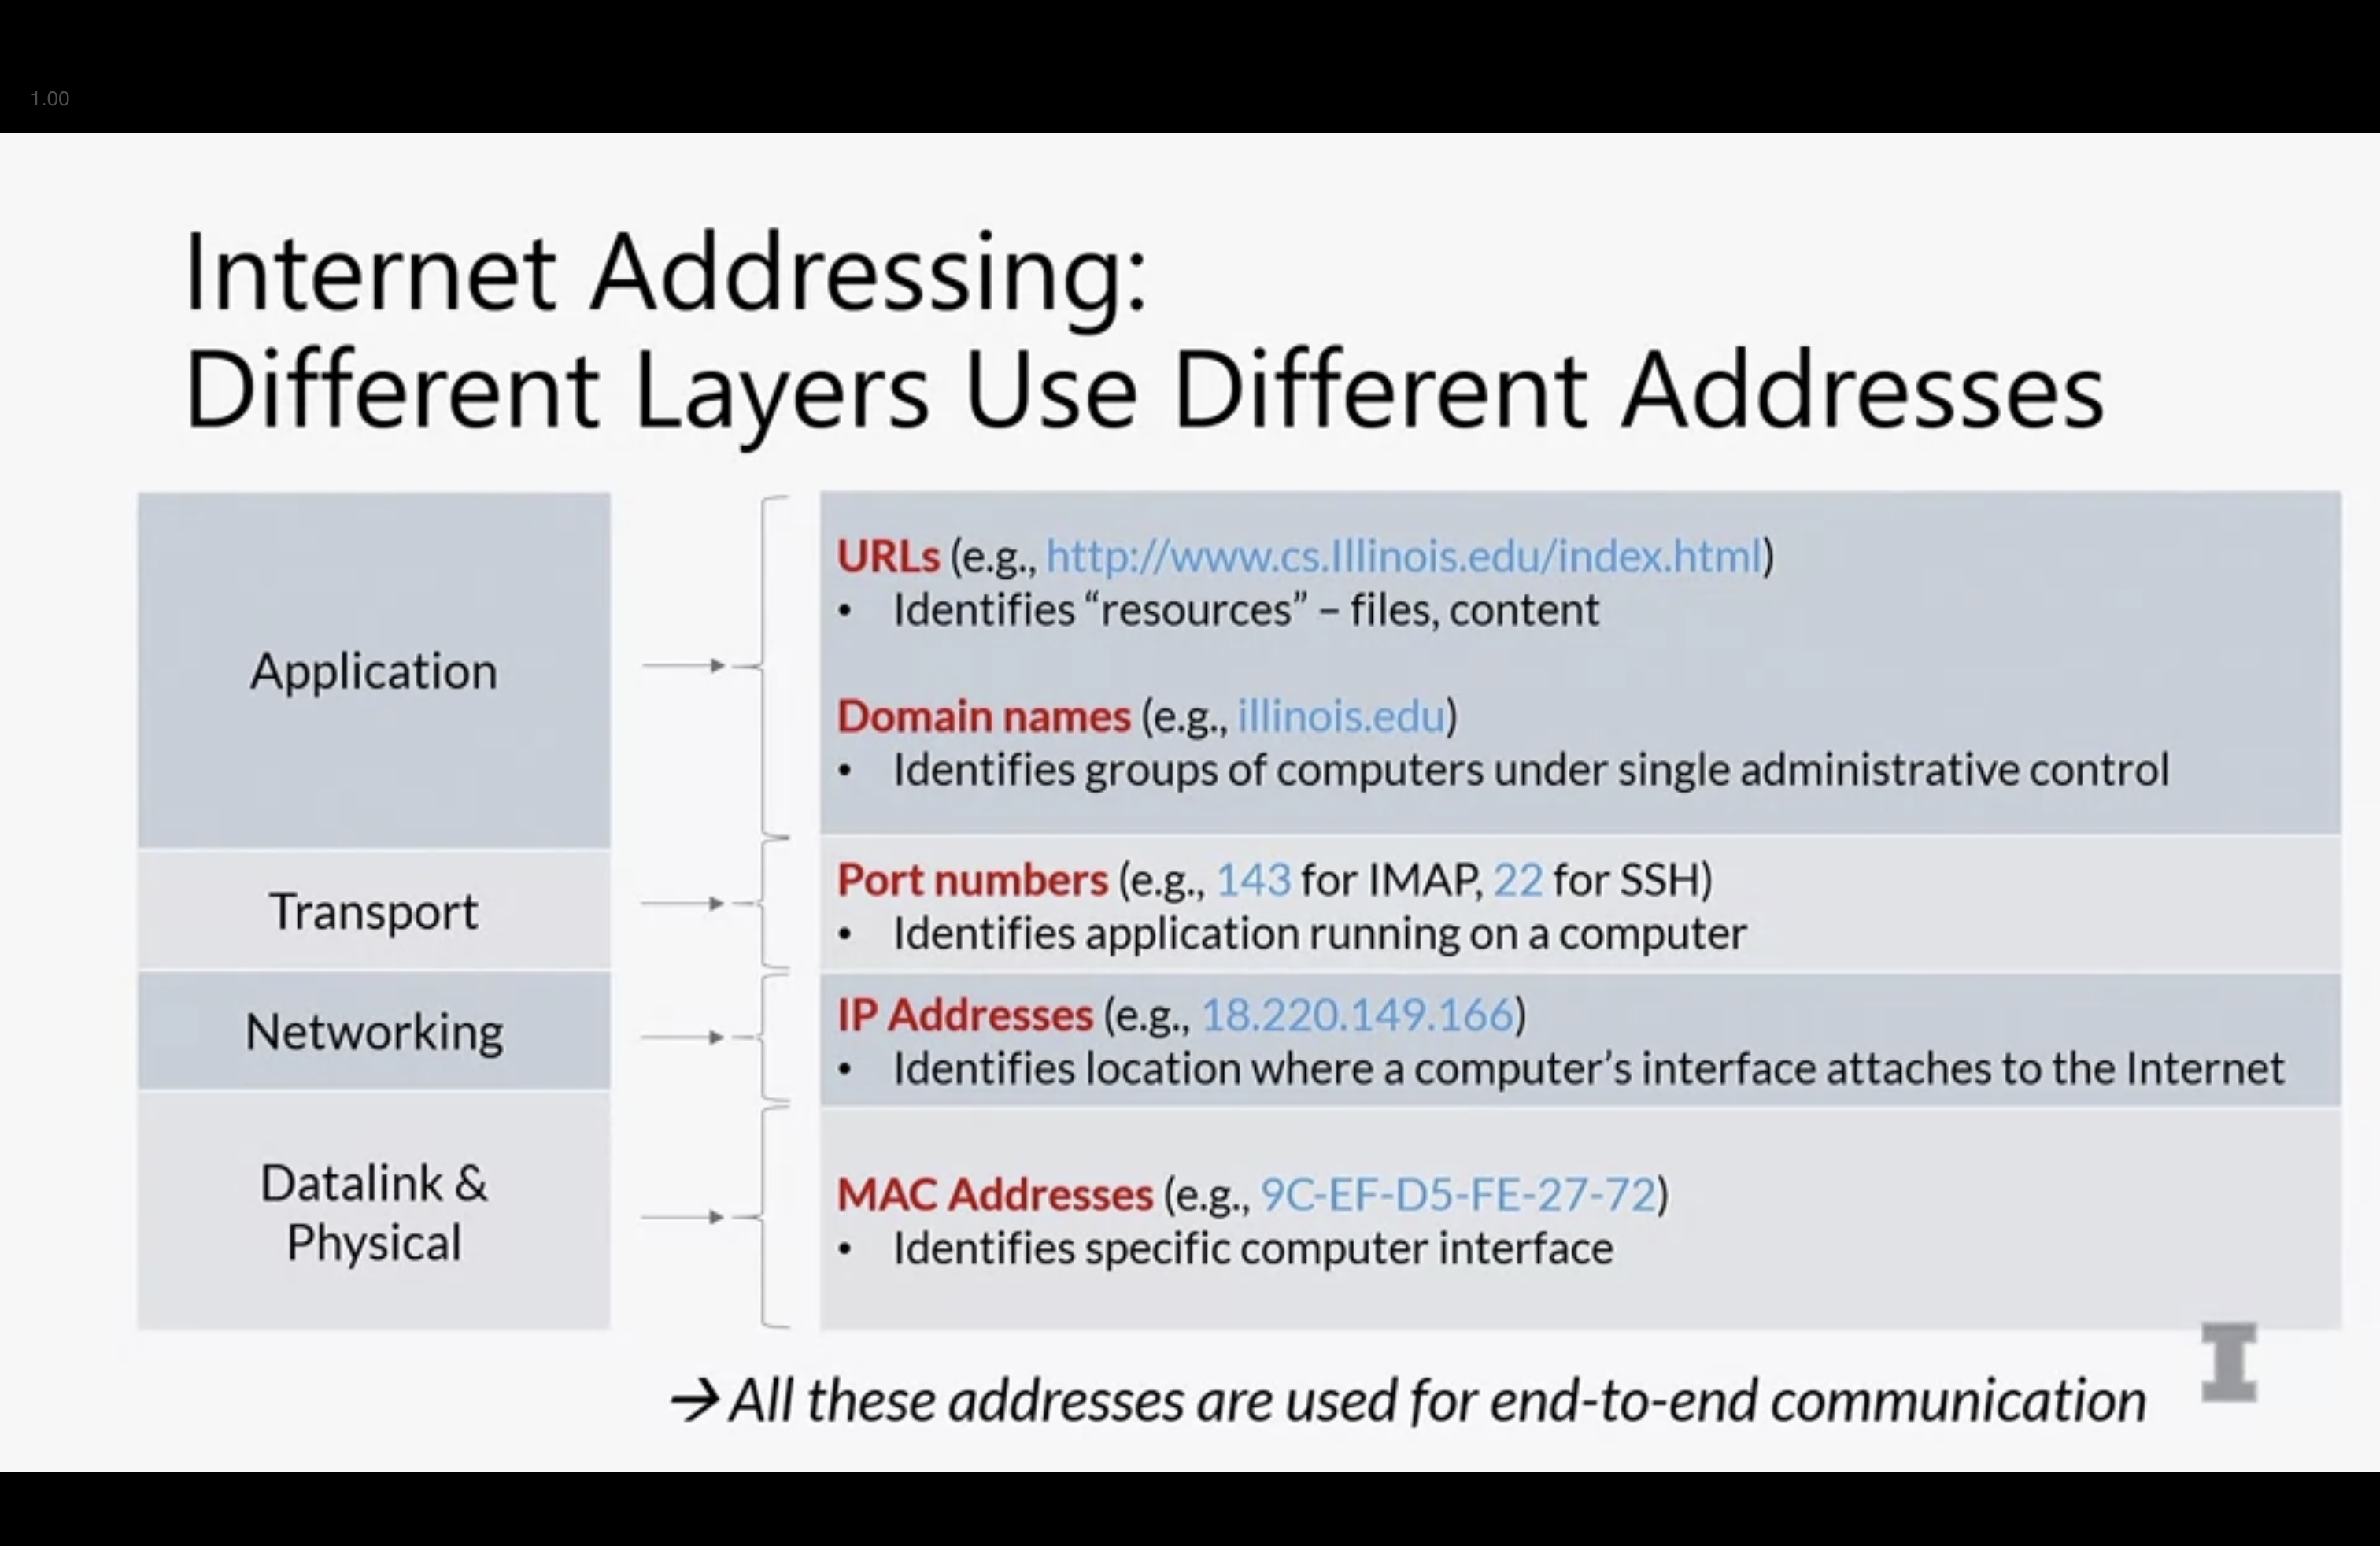 1.00
Internet Addressing:
Different Layers Use Different Addresses
Application
URLs (e.g., http://www.cs.Illinois.edu/index.html)
• Identifies “resources” – files, content
Domain names (e.g., illinois.edu)
• Identifies groups of computers under single administrative control
Transport
Port numbers (e.g., 143 for IMAP, 22 for SSH)
• Identifies application running on a computer
Networking
IP Addresses (e.g., 18.220.149.166)
• Identifies location where a computer’s interface attaches to the Internet
Datalink &
Physical
MAC Addresses (e.g., 9C-EF-D5-FE-27-72)
• Identifies specific computer interface
→ All these addresses are used for end-to-end communication
I